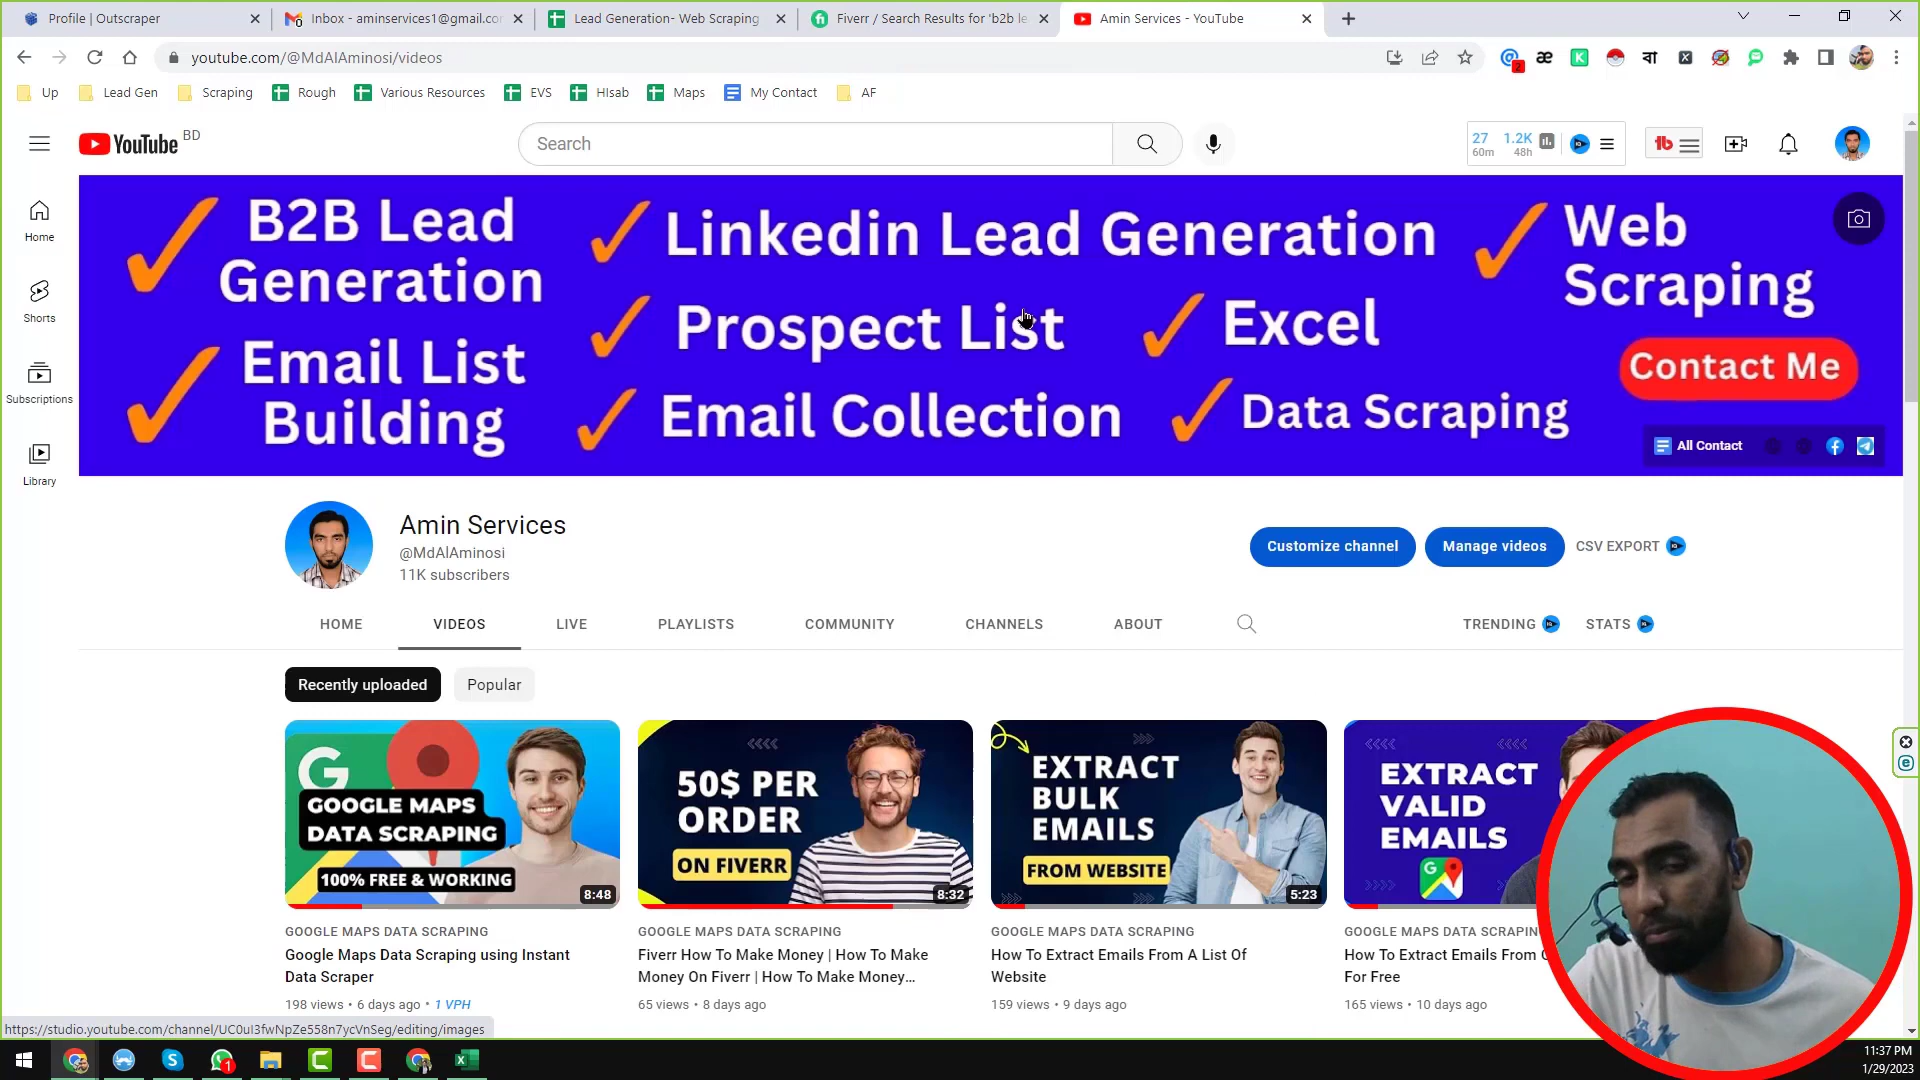 Profile | Outscraper
Inbox - aminservices1@gmail.co
Lead Generation- Web Scraping
Fiverr / Search Results for 'b2b le
Amin Services - YouTube
youtube.com/@MdAlAminosi/videos
2
Up
Lead Gen
Scraping
Rough
Various Resources
EVS
HIsab
Maps
My Contact
AF
YouTube BD
Search
27
60m
1.2K
48h
Home
Shorts
Subscriptions
Library
B2B Lead
Generation
Linkedin Lead Generation
Web
Scraping
Prospect List
Excel
Email List
Building
Email Collection
Data Scraping
Contact Me
All Contact
Amin Services
@MdAlAminosi
11K subscribers
Customize channel
Manage videos
CSV EXPORT
HOME
VIDEOS
LIVE
PLAYLISTS
COMMUNITY
CHANNELS
ABOUT
TRENDING
STATS
Recently uploaded
Popular
GOOGLE MAPS
DATA SCRAPING
100% FREE & WORKING
8:48
50$ PER
ORDER
ON FIVERR
8:32
EXTRACT
BULK
EMAILS
FROM WEBSITE
5:23
EXTRACT
VALID
EMAILS
GOOGLE MAPS DATA SCRAPING
Google Maps Data Scraping using Instant
Data Scraper
198 views • 6 days ago • 1 VPH
GOOGLE MAPS DATA SCRAPING
Fiverr How To Make Money | How To Make
Money On Fiverr | How To Make Money...
65 views • 8 days ago
GOOGLE MAPS DATA SCRAPING
How To Extract Emails From A List Of
Website
159 views • 9 days ago
GOOGLE MAPS DATA SCRAPIN
How To Extract Emails From
For Free
165 views • 10 days ago
https://studio.youtube.com/channel/UC0uI3fwNpZe558n7ycVnSeg/editing/images
1
11:37 PM
1/29/2023